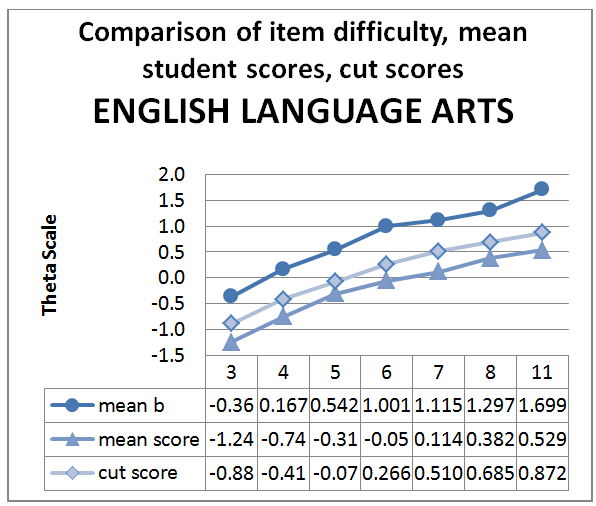 Comparison of item difficulty, mean
student scores, cut scores
ENGLISH LANGUAGE ARTS
Theta Scale
2.0
1.5
1.0
0.5
0.0
-0.5
-1.0
-1.5
3 4 5 6 7 8 11
mean b -0.36 0.167 0.542 1.001 1.115 1.297 1.699
mean score -1.24 -0.74 -0.31 -0.05 0.114 0.382 0.529
cut score -0.88 -0.41 -0.07 0.266 0.510 0.685 0.872